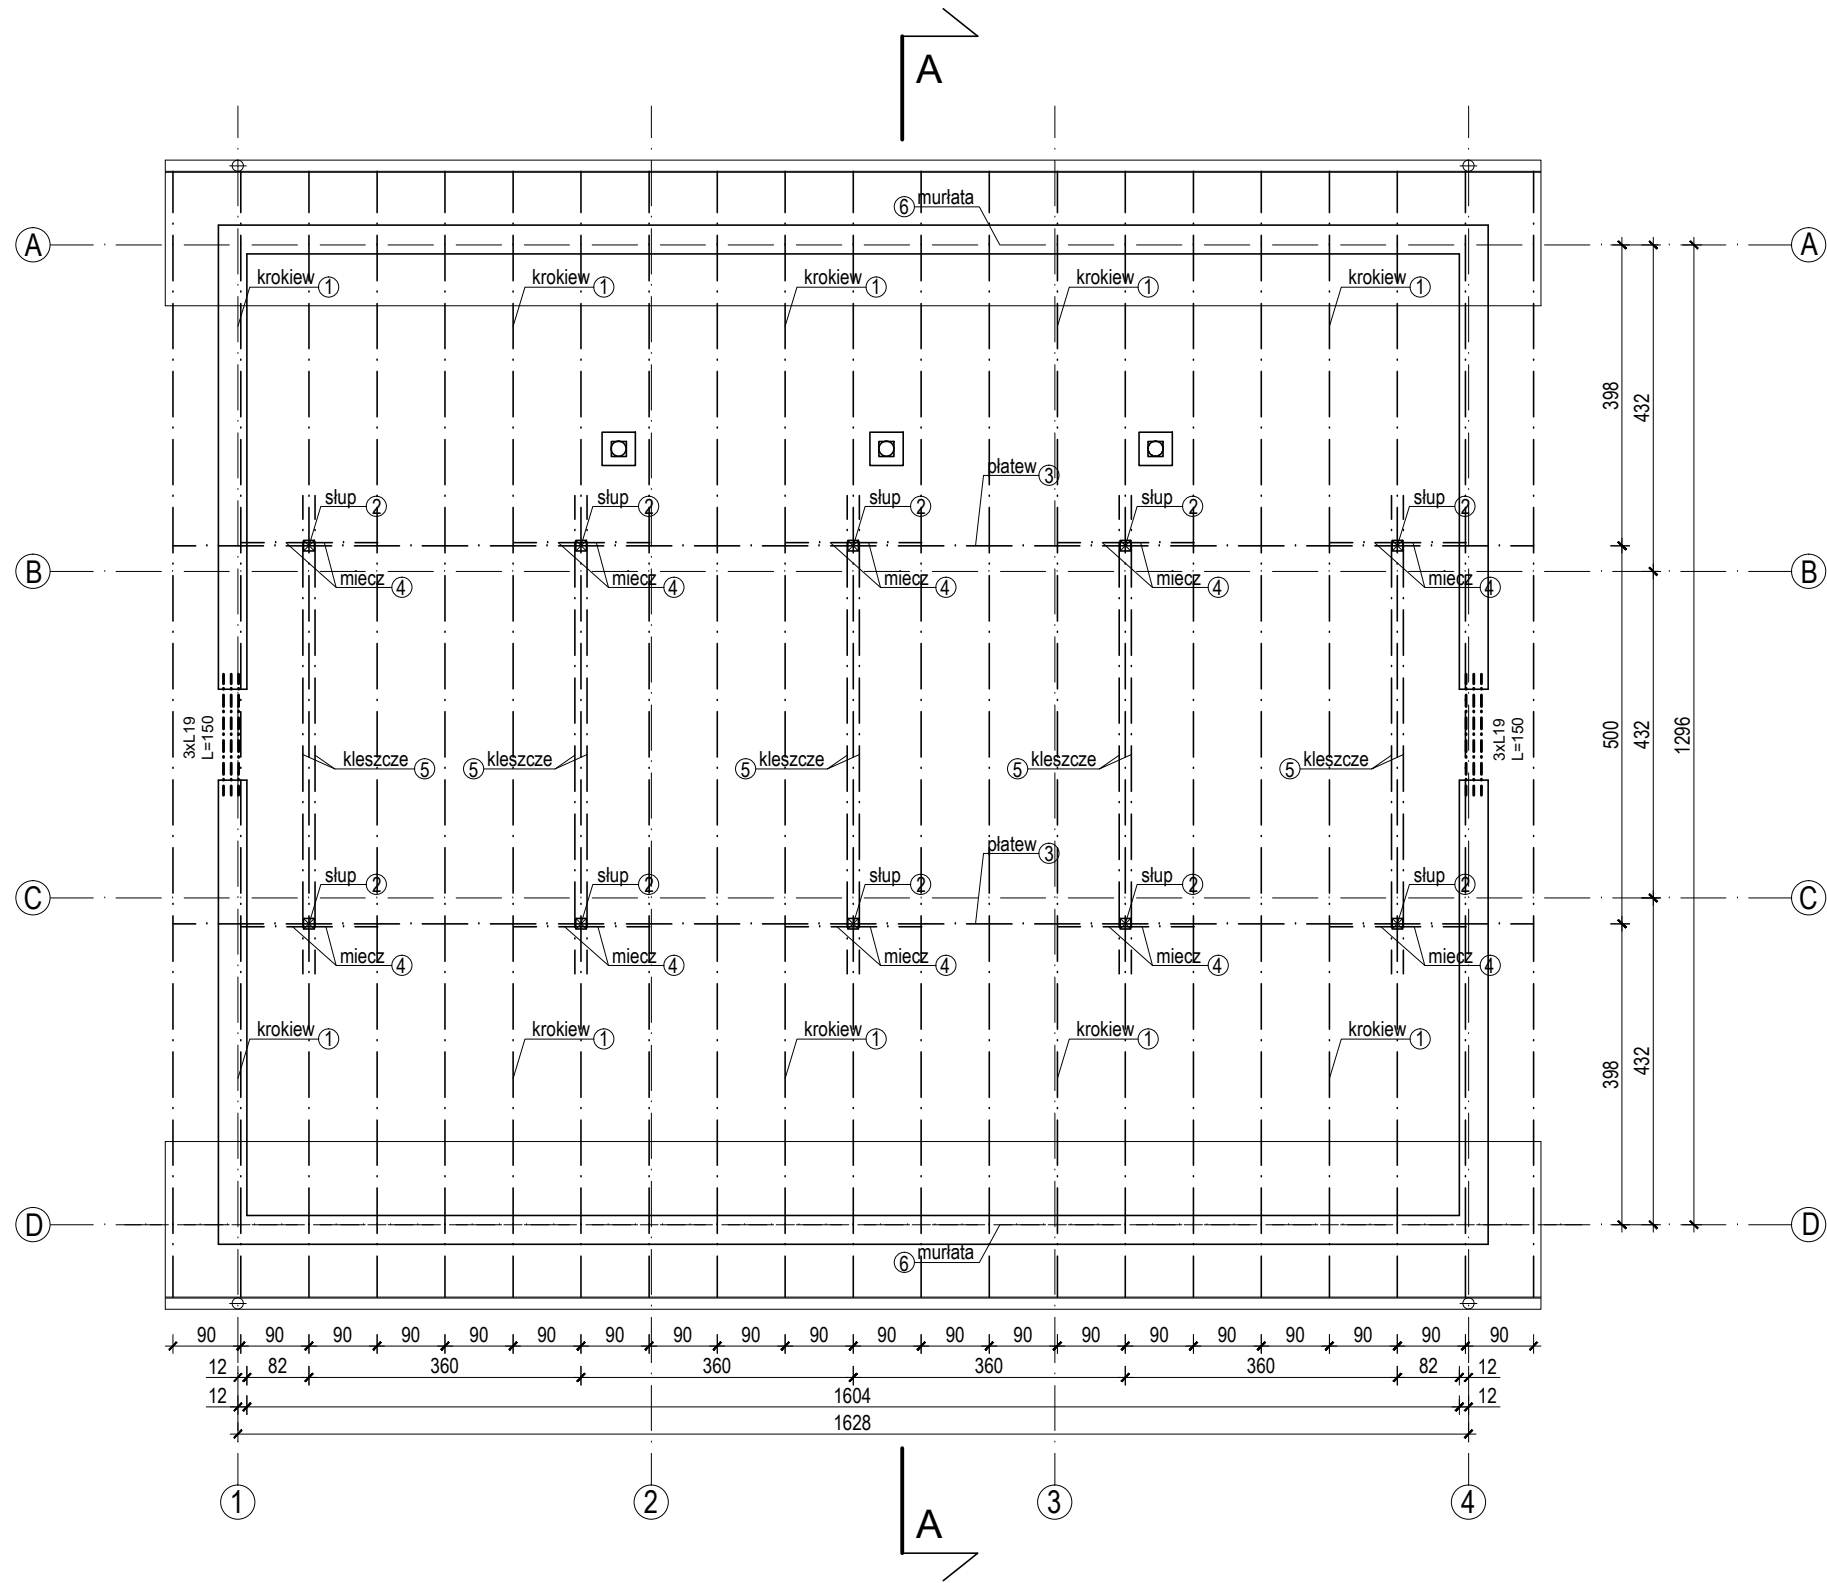 A
A
A
6 murłata
krokiew 1
krokiew 1
krokiew 1
krokiew 1
krokiew 1
398
432
płatew 3
słup 2
słup 2
słup 2
słup 2
słup 2
B
B
miecz 4
miecz 4
miecz 4
miecz 4
miecz 4
3xL19
L=150
3xL19
L=150
500
432
1296
kleszcze 5
5 kleszcze
5 kleszcze
5 kleszcze
5 kleszcze
płatew 3
słup 2
słup 2
słup 2
słup 2
słup 2
C
C
miecz 4
miecz 4
miecz 4
miecz 4
miecz 4
krokiew 1
krokiew 1
krokiew 1
krokiew 1
krokiew 1
398
432
D
D
6 murłata
90 90 90 90 90 90 90 90 90 90 90 90 90 90 90 90 90 90 90 90
12 82 360 360 360 360 82 12
12 1604 12
1628
1 2 3 4
A